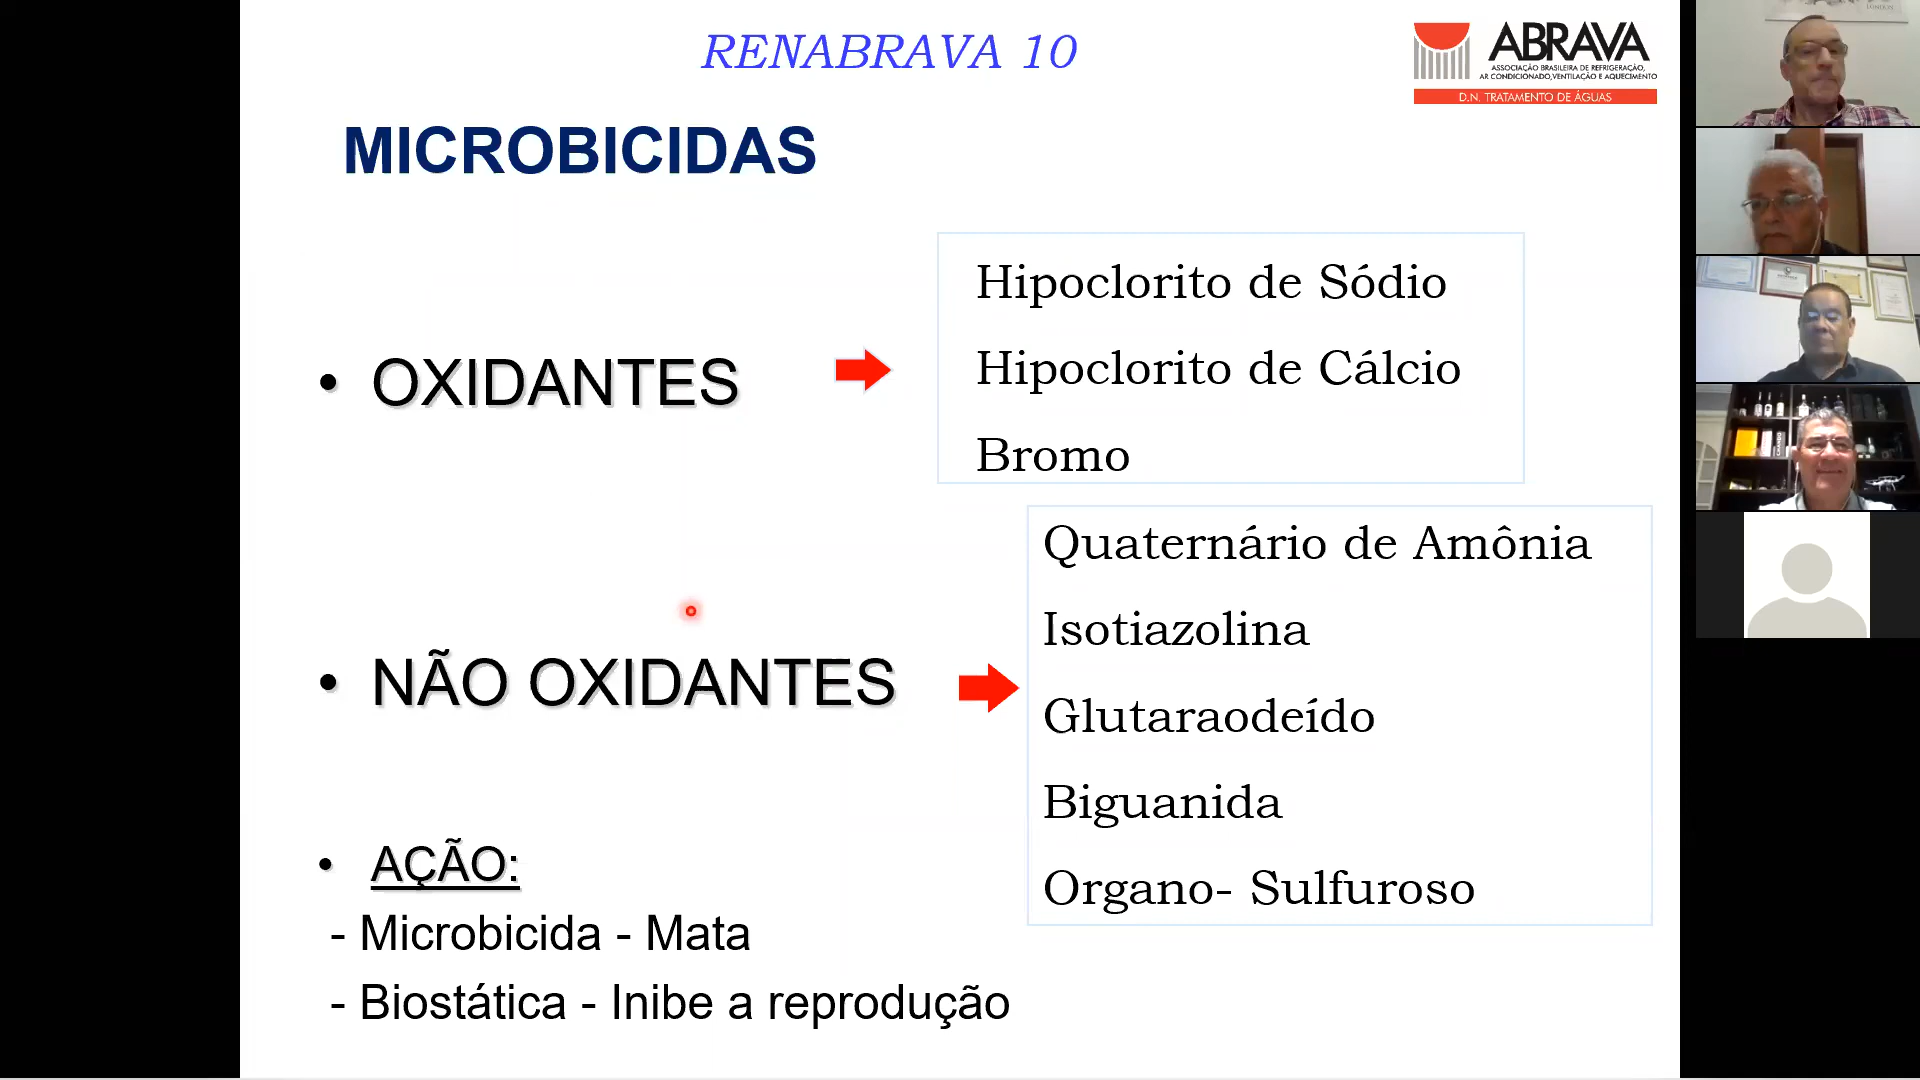 RENABRAVA 10
ABRAVA
ASSOCIAÇÃO BRASILEIRA DE REFRIGERAÇÃO,
AR CONDICIONADO, VENTILAÇÃO E AQUECIMENTO
D.N. TRATAMENTO DE ÁGUAS
MICROBICIDAS
• OXIDANTES
Hipoclorito de Sódio
Hipoclorito de Cálcio
Bromo
• NÃO OXIDANTES
Quaternário de Amônia
Isotiazolina
Glutaraodeído
Biguanida
Organo- Sulfuroso
• AÇÃO:
- Microbicida - Mata
- Biostática - Inibe a reprodução
LONDON